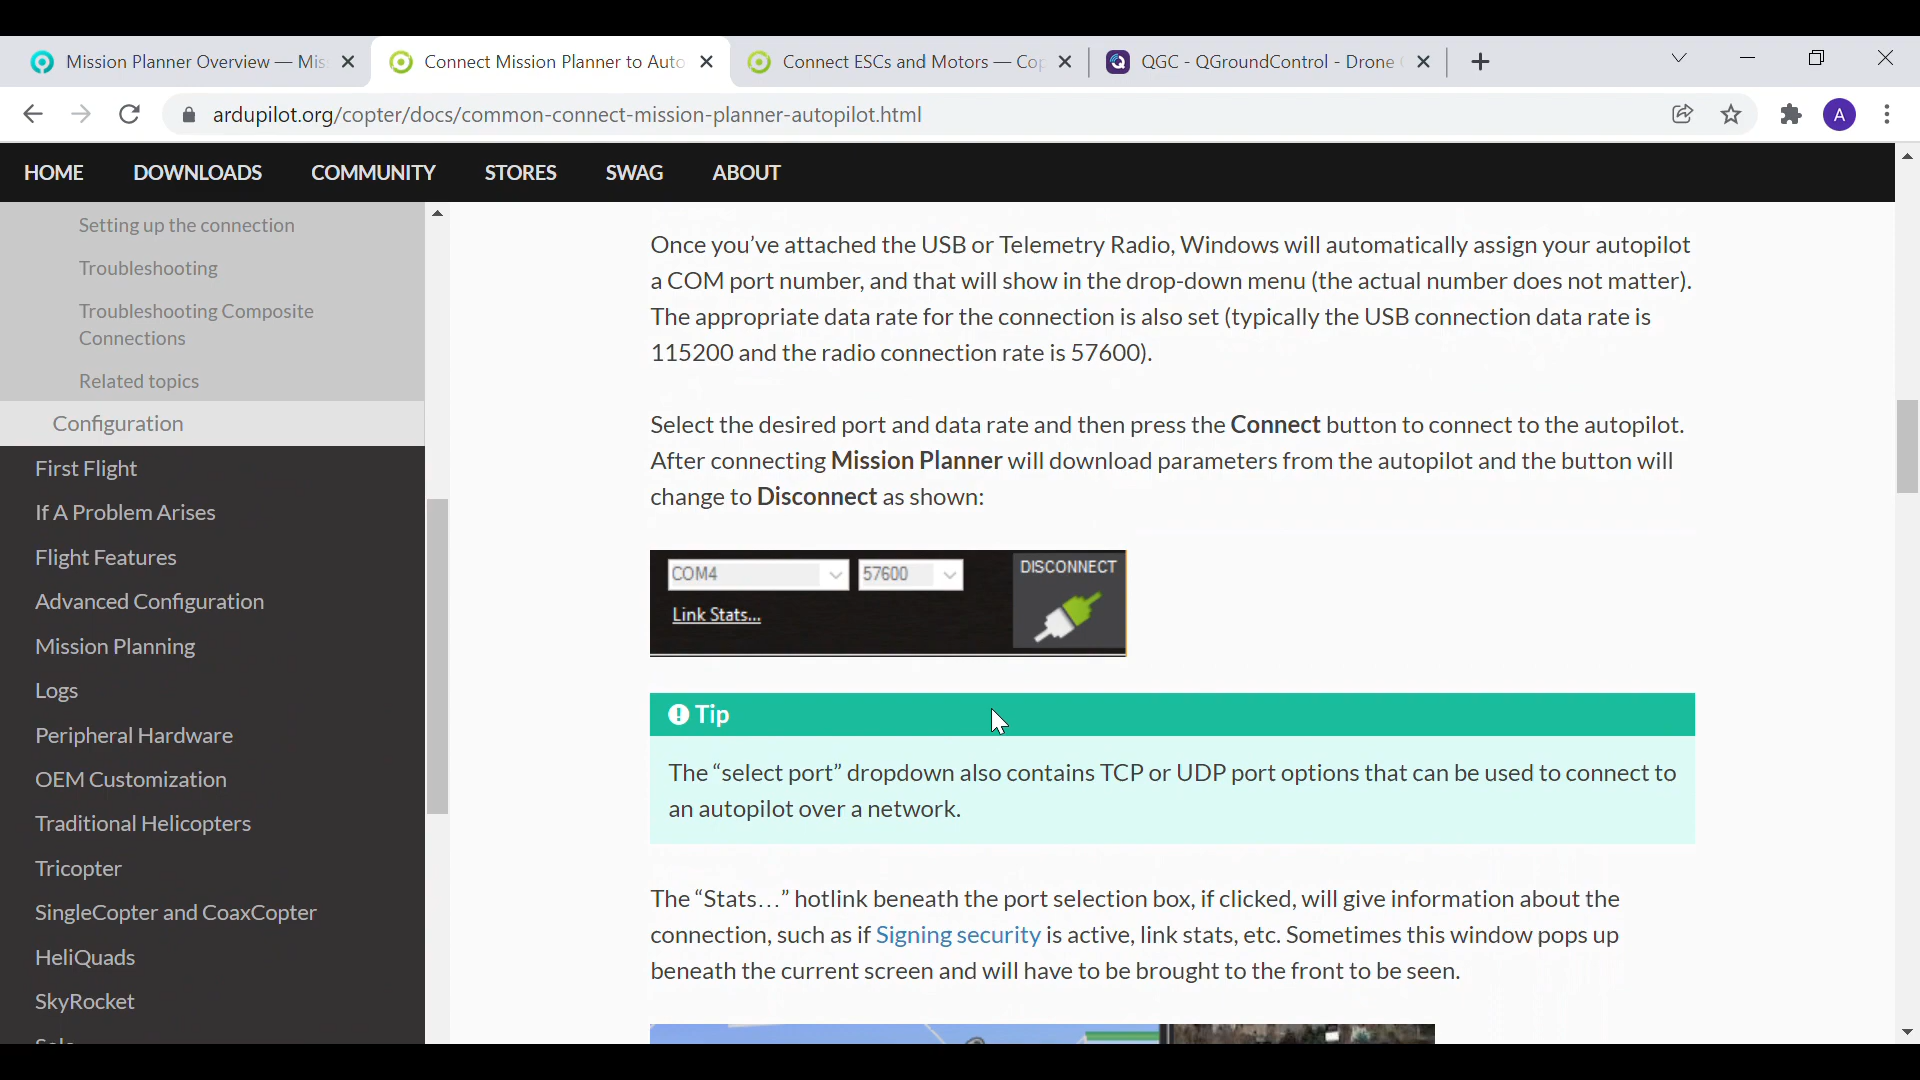 Mission Planner Overview — Mis
Connect Mission Planner to Auto
Connect ESCs and Motors — Cop
QGC - QGroundControl - Drone
ardupilot.org/copter/docs/common-connect-mission-planner-autopilot.html
A
HOME
DOWNLOADS
COMMUNITY
STORES
SWAG
ABOUT
Setting up the connection
Troubleshooting
Troubleshooting Composite
Connections
Related topics
Configuration
First Flight
If A Problem Arises
Flight Features
Advanced Configuration
Mission Planning
Logs
Peripheral Hardware
OEM Customization
Traditional Helicopters
Tricopter
SingleCopter and CoaxCopter
HeliQuads
SkyRocket
Once you’ve attached the USB or Telemetry Radio, Windows will automatically assign your autopilot
a COM port number, and that will show in the drop-down menu (the actual number does not matter).
The appropriate data rate for the connection is also set (typically the USB connection data rate is
115200 and the radio connection rate is 57600).
Select the desired port and data rate and then press the Connect button to connect to the autopilot.
After connecting Mission Planner will download parameters from the autopilot and the button will
change to Disconnect as shown:
COM4
57600
DISCONNECT
Link Stats...
Tip
The “select port” dropdown also contains TCP or UDP port options that can be used to connect to
an autopilot over a network.
The “Stats…” hotlink beneath the port selection box, if clicked, will give information about the
connection, such as if Signing security is active, link stats, etc. Sometimes this window pops up
beneath the current screen and will have to be brought to the front to be seen.